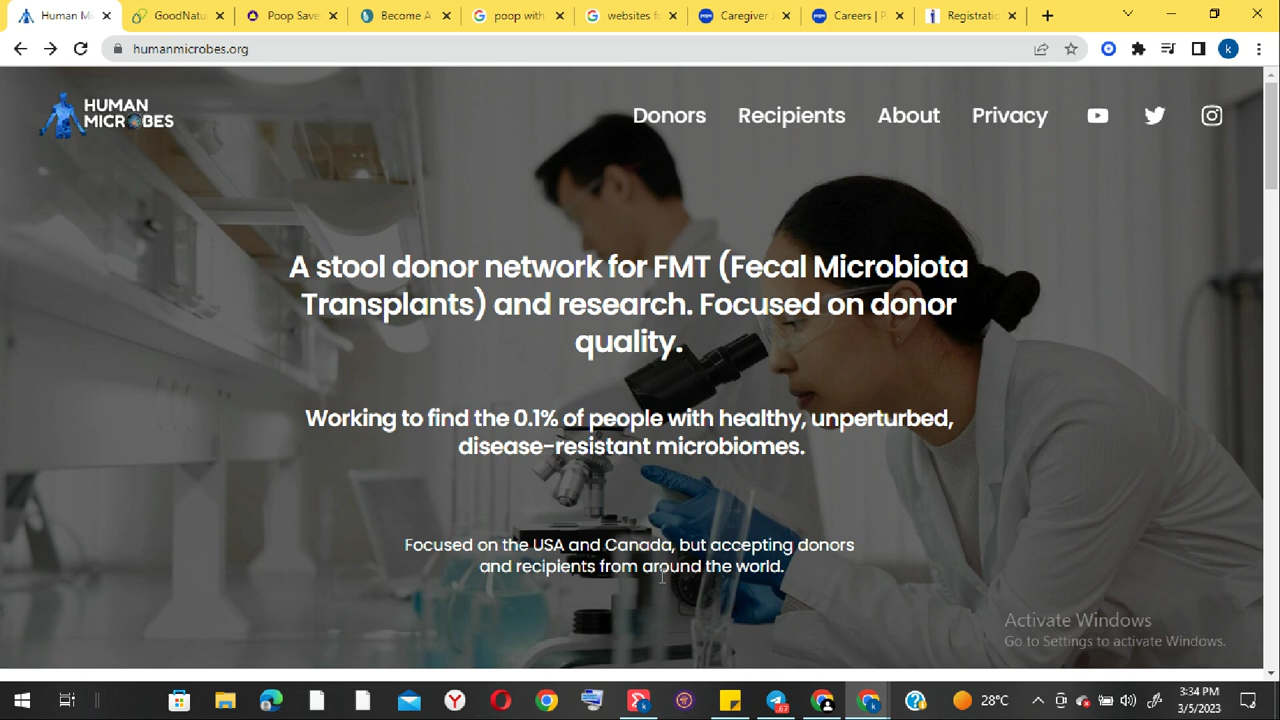 Human Mi
GoodNatu
Poop Save
Become A
poop with
websites fo
Caregiver
Careers | P
Registratio
humanmicrobes.org
k
HUMAN
MICROBES
Donors
Recipients
About
Privacy
A stool donor network for FMT (Fecal Microbiota
Transplants) and research. Focused on donor
quality.
Working to find the 0.1% of people with healthy, unperturbed,
disease-resistant microbiomes.
Focused on the USA and Canada, but accepting donors
and recipients from around the world.
Activate Windows
Go to Settings to activate Windows.
28°C
3:34 PM
3/5/2023